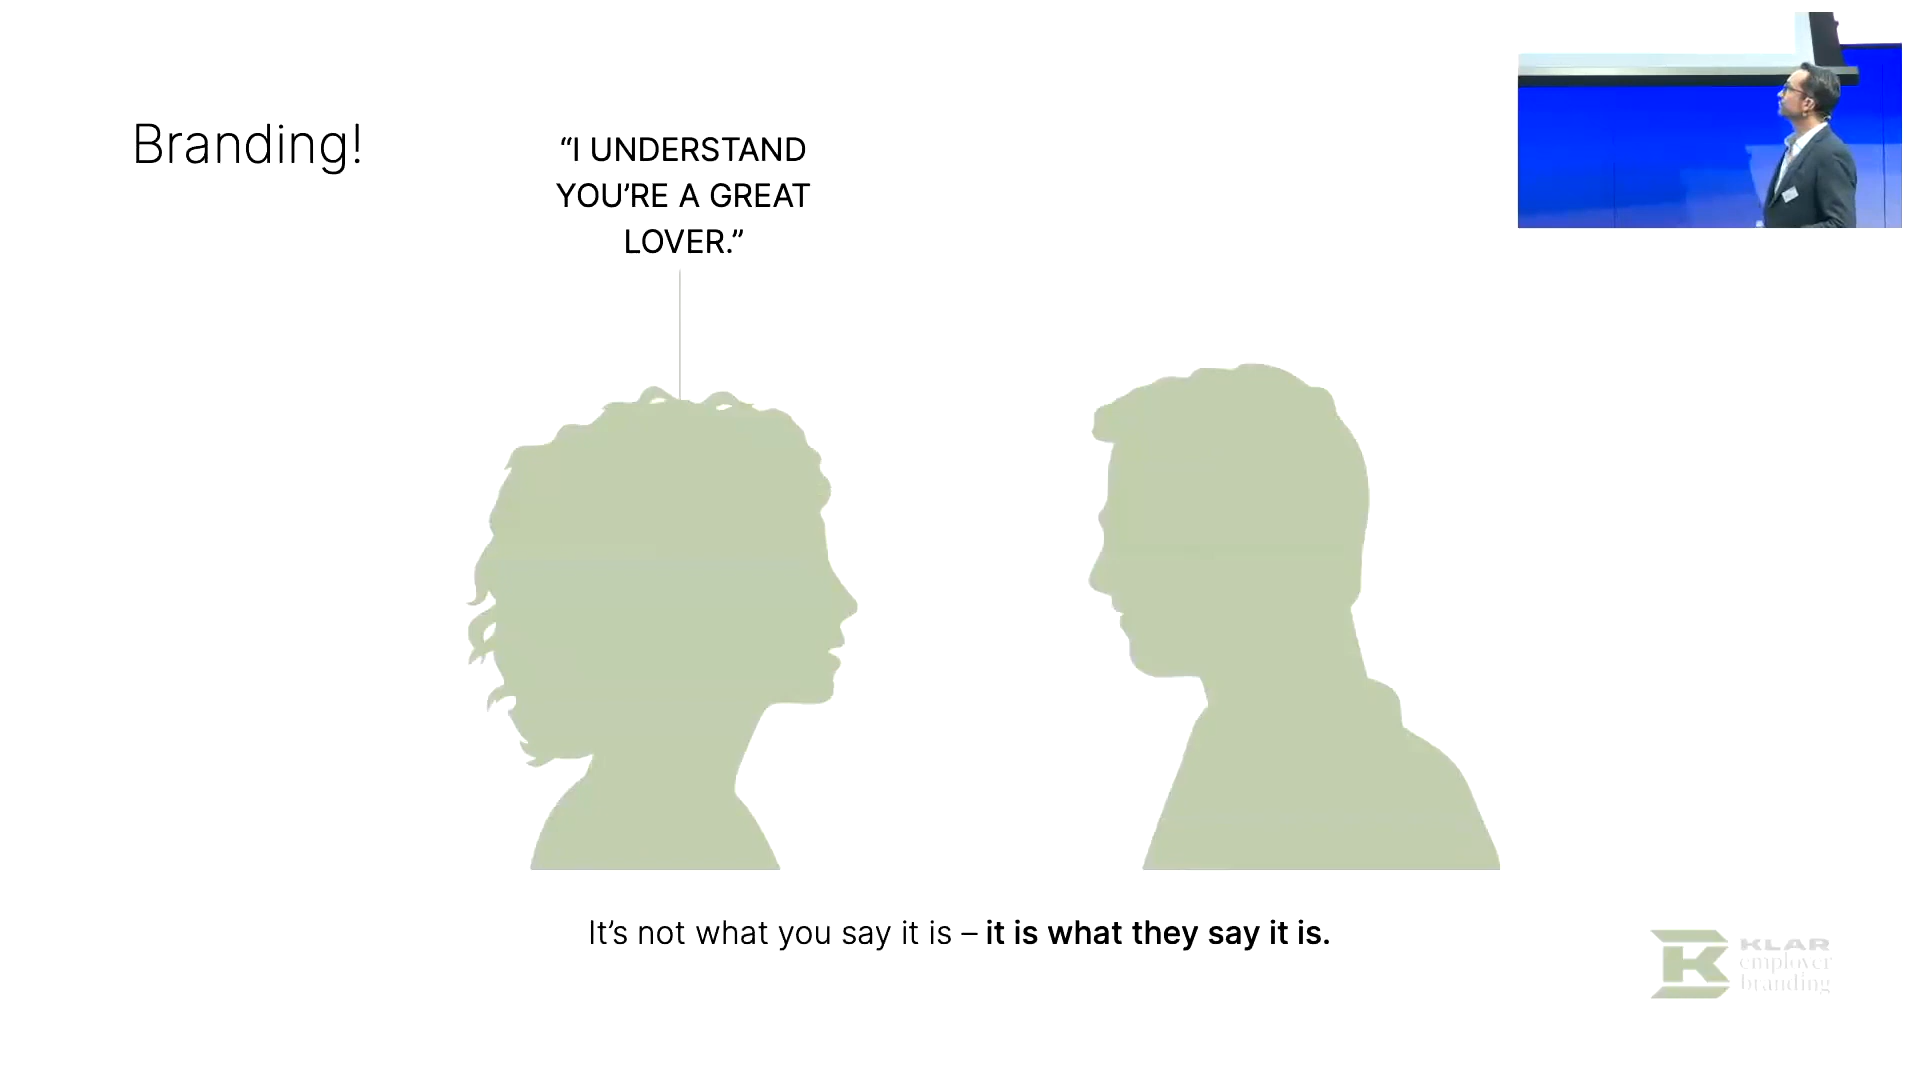 Branding!
“I UNDERSTAND
YOU’RE A GREAT
LOVER.”
It’s not what you say it is – it is what they say it is.
KLAR
employer
branding